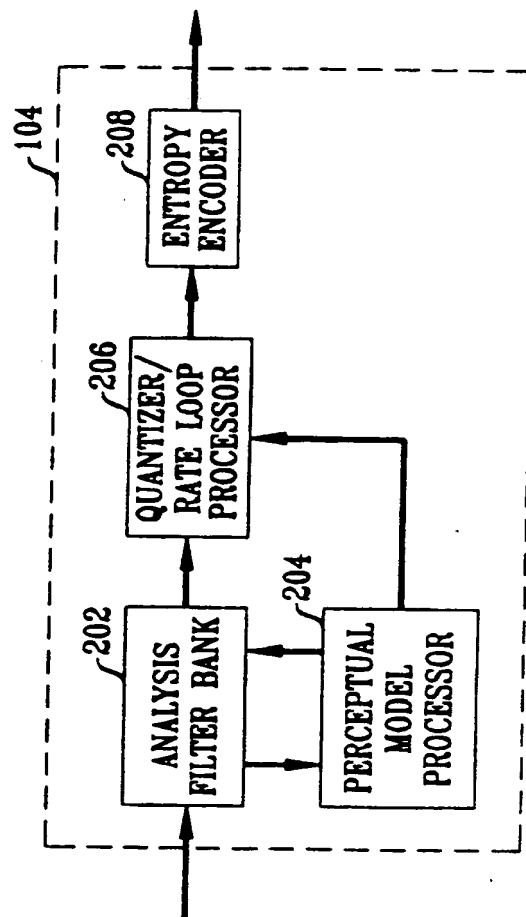 104
202
ANALYSIS
FILTER BANK
204
PERCEPTUAL
MODEL
PROCESSOR
206
QUANTIZER/
RATE LOOP
PROCESSOR
208
ENTROPY
ENCODER